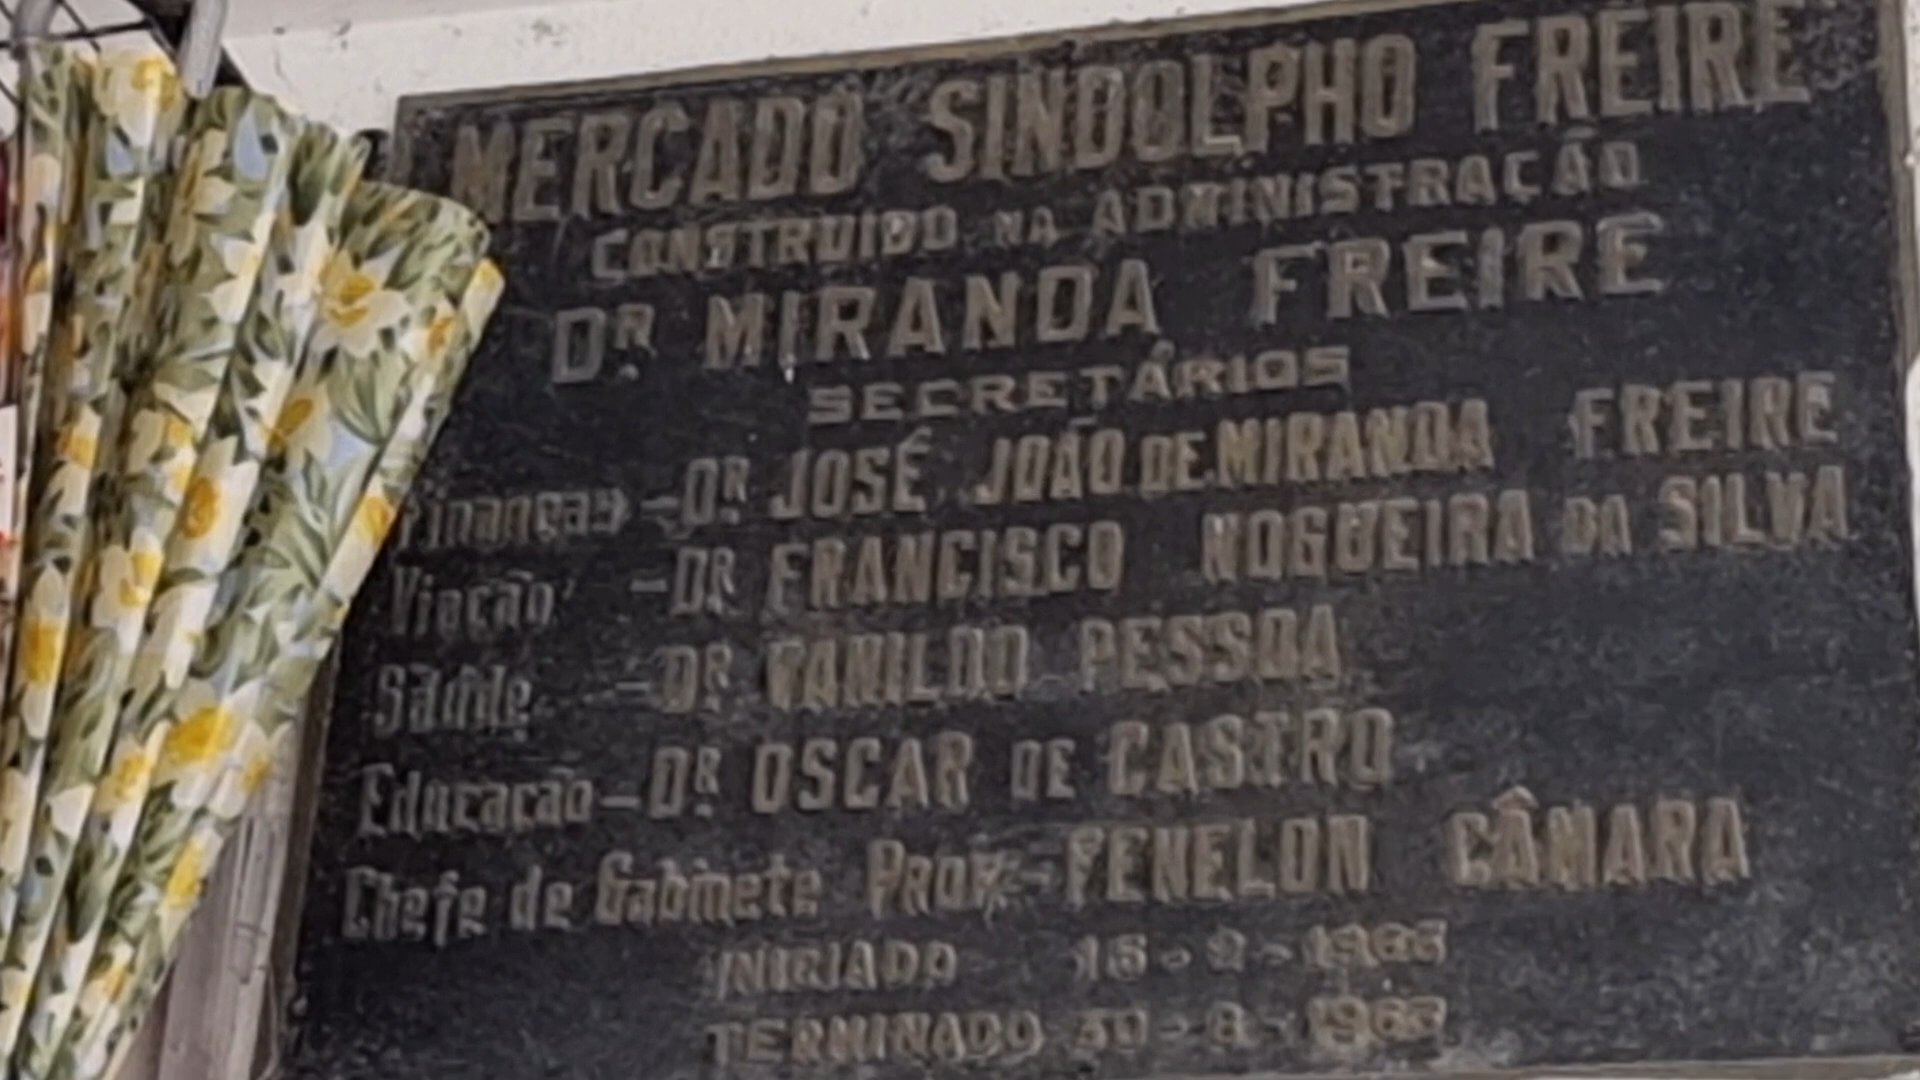 MERCADO SINDOLPHO FREIRE
CONSTRUIDO NA ADMINISTRAÇÃO
DR. MIRANDA FREIRE
SECRETÁRIOS
Finanças - DR. JOSÉ JOÃO DE MIRANDA FREIRE
Viação - DR. FRANCISCO NOGUEIRA DA SILVA
Saúde - DR. VANILDO PESSOA
Educação - DR. OSCAR DE CASTRO
Chefe de Gabinete PROF. - FENELON CÂMARA
INICIADO
TERMINADO 30-8-